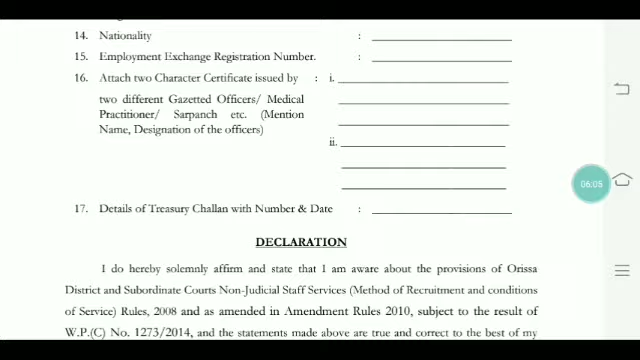 14. Nationality :
15. Employment Exchange Registration Number. :
16. Attach two Character Certificate issued by : i.
two different Gazetted Officers/ Medical
Practitioner/ Sarpanch etc. (Mention
Name, Designation of the officers)
ii.
06:05
17. Details of Treasury Challan with Number & Date :
DECLARATION
I do hereby solemnly affirm and state that I am aware about the provisions of Orissa
District and Subordinate Courts Non-Judicial Staff Services (Method of Recruitment and conditions
of Service) Rules, 2008 and as amended in Amendment Rules 2010, subject to the result of
W.P.(C) No. 1273/2014, and the statements made above are true and correct to the best of my